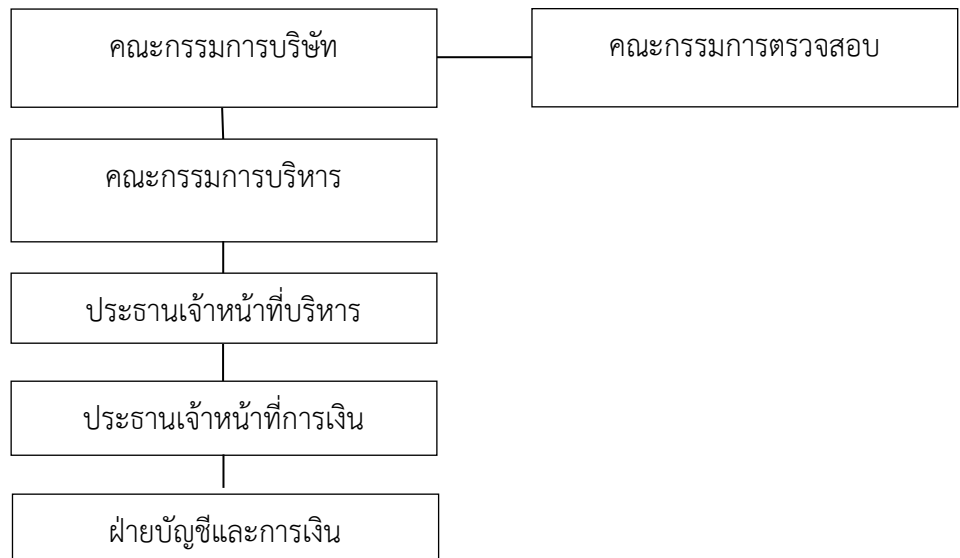 คณะกรรมการบริษัท
คณะกรรมการตรวจสอบ
คณะกรรมการบริหาร
ประธานเจ้าหน้าที่บริหาร
ประธานเจ้าหน้าที่การเงิน
ฝ่ายบัญชีและการเงิน